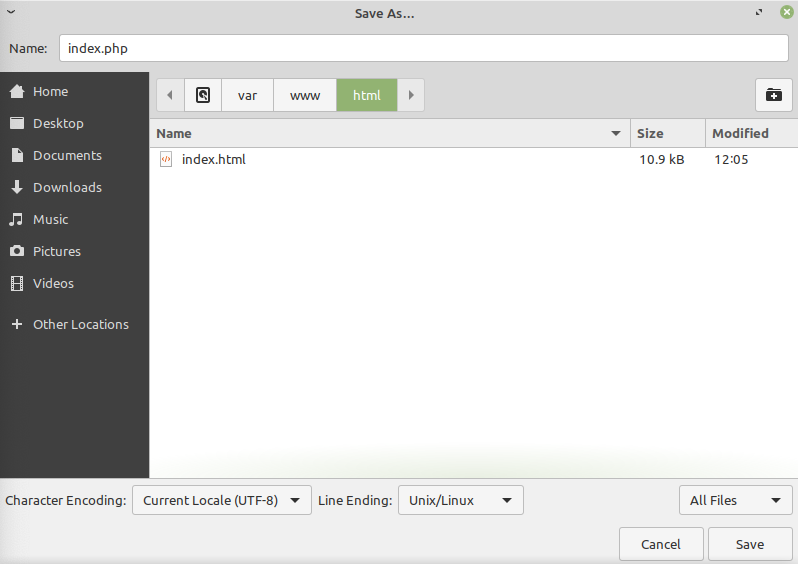 Save As...
Name: index.php
Home
Desktop
Documents
Downloads
Music
Pictures
Videos
Other Locations
var www html
Name Size Modified
index.html 10.9 kB 12:05
Character Encoding: Current Locale (UTF-8) Line Ending: Unix/Linux All Files
Cancel Save